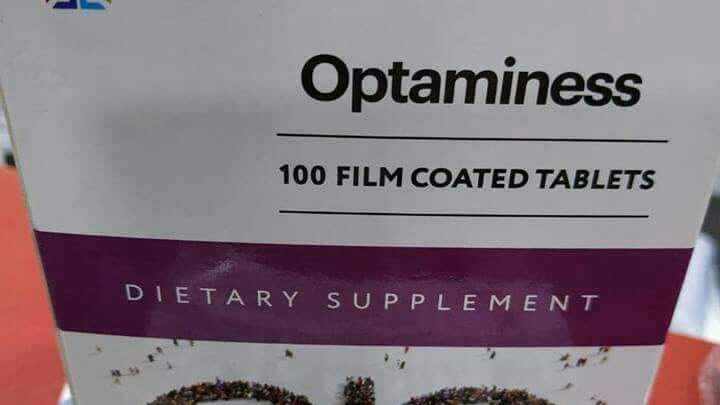 Optaminess
100 FILM COATED TABLETS
DIETARY SUPPLEMENT